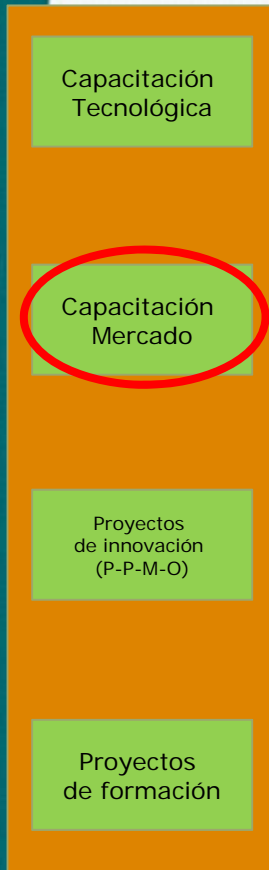 Capacitación
Tecnológica
Capacitación
Mercado
Proyectos
de innovación
(P-P-M-O)
Proyectos
de formación